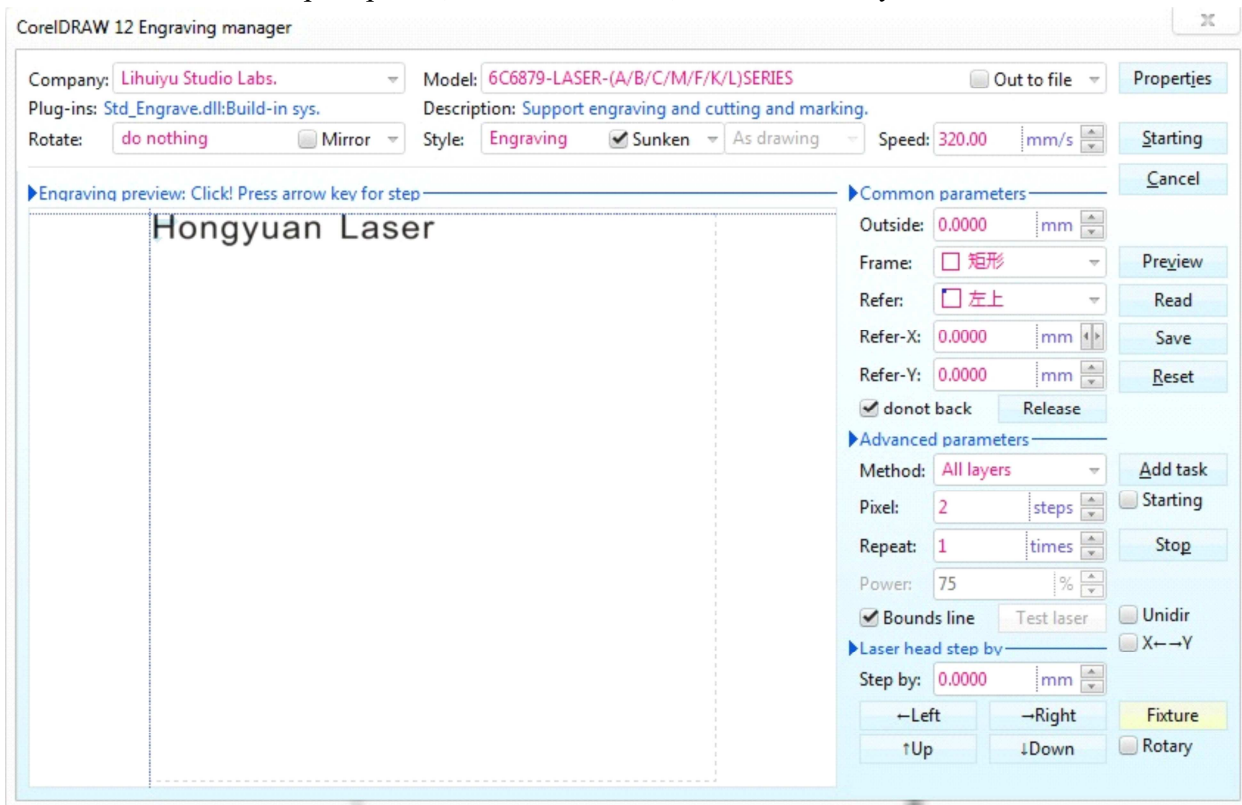 CorelDRAW 12 Engraving manager
Company: Lihuiyu Studio Labs. Model: 6C6879-LASER-(A/B/C/M/F/K/L)SERIES Out to file Properties
Plug-ins: Std_Engrave.dll:Build-in sys. Description: Support engraving and cutting and marking.
Rotate: do nothing Mirror Style: Engraving Sunken As drawing Speed: 320.00 mm/s Starting
Cancel
Engraving preview: Click! Press arrow key for step Common parameters
Hongyuan Laser
Outside: 0.0000 mm
Frame: 矩形 Preview
Refer: 左上 Read
Refer-X: 0.0000 mm Save
Refer-Y: 0.0000 mm Reset
donot back Release
Advanced parameters
Method: All layers Add task
Pixel: 2 steps Starting
Repeat: 1 times Stop
Power: 75 %
Bounds line Test laser Unidir
Laser head step by X←→Y
Step by: 0.0000 mm
←Left →Right Fixture
↑Up ↓Down Rotary